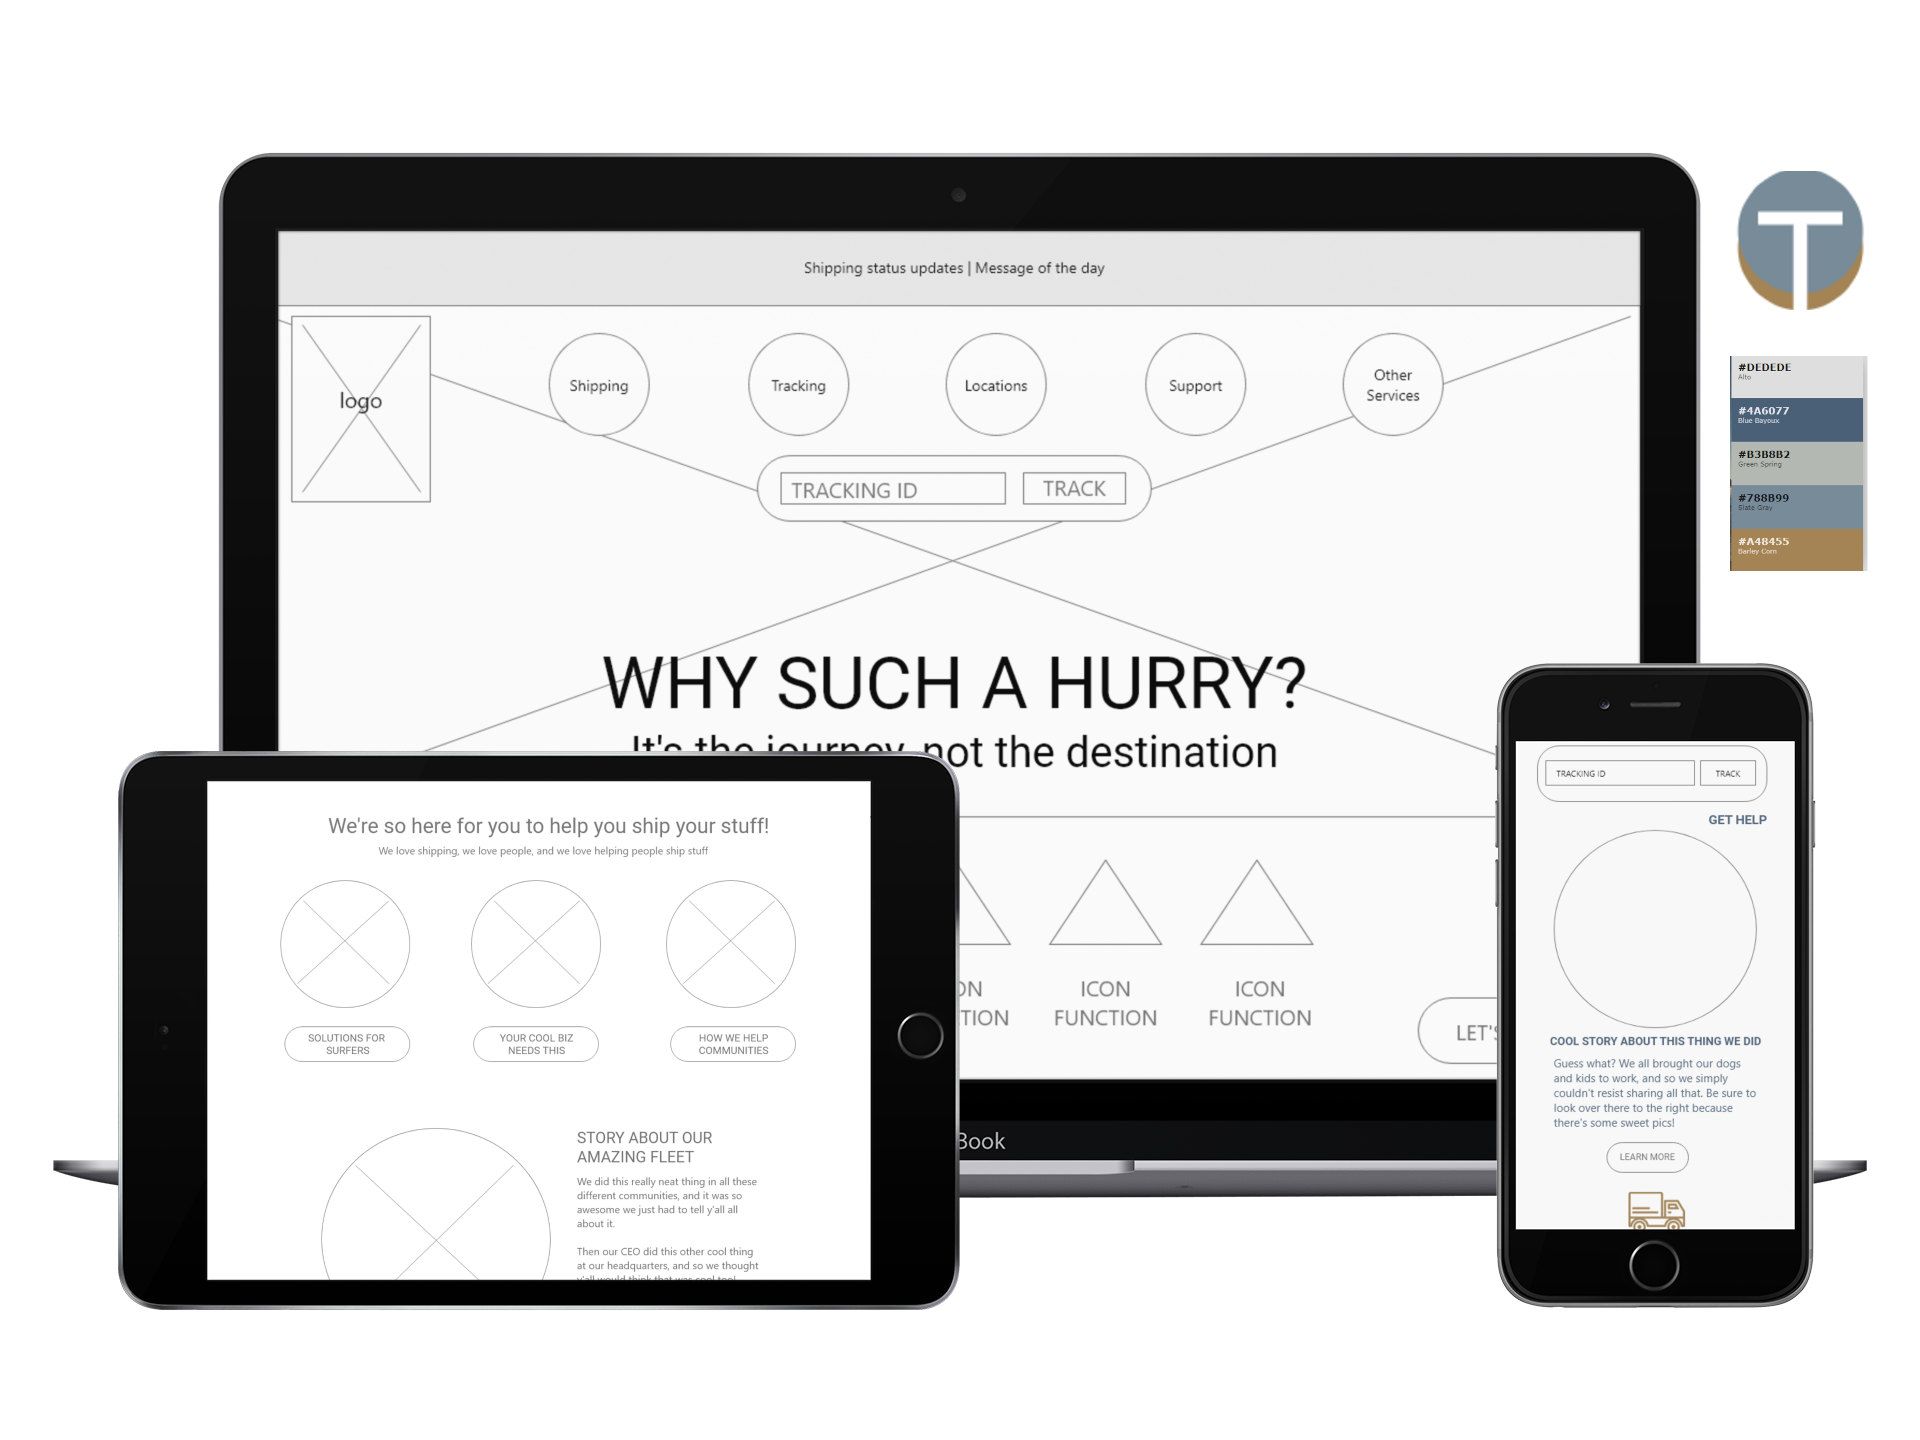 Shipping status updates | Message of the day
logo
Shipping
Tracking
Locations
Support
Other
Services
TRACKING ID
TRACK
WHY SUCH A HURRY?
It's the journey, not the destination
ON
TION
ICON
FUNCTION
ICON
FUNCTION
LET'S
Book
T
#DEDEDE
Alto
#4A6077
Blue Bayoux
#B3B8B2
Green Spring
#788B99
Slate Gray
#A48455
Barley Corn
We're so here for you to help you ship your stuff!
We love shipping, we love people, and we love helping people ship stuff
SOLUTIONS FOR
SURFERS
YOUR COOL BIZ
NEEDS THIS
HOW WE HELP
COMMUNITIES
STORY ABOUT OUR
AMAZING FLEET
We did this really neat thing in all these
different communities, and it was so
awesome we just had to tell y'all all
about it.
Then our CEO did this other cool thing
at our headquarters, and so we thought
y'all would think that was cool too!
TRACKING ID
TRACK
GET HELP
COOL STORY ABOUT THIS THING WE DID
Guess what? We all brought our dogs
and kids to work, and so we simply
couldn't resist sharing all that. Be sure to
look over there to the right because
there's some sweet pics!
LEARN MORE